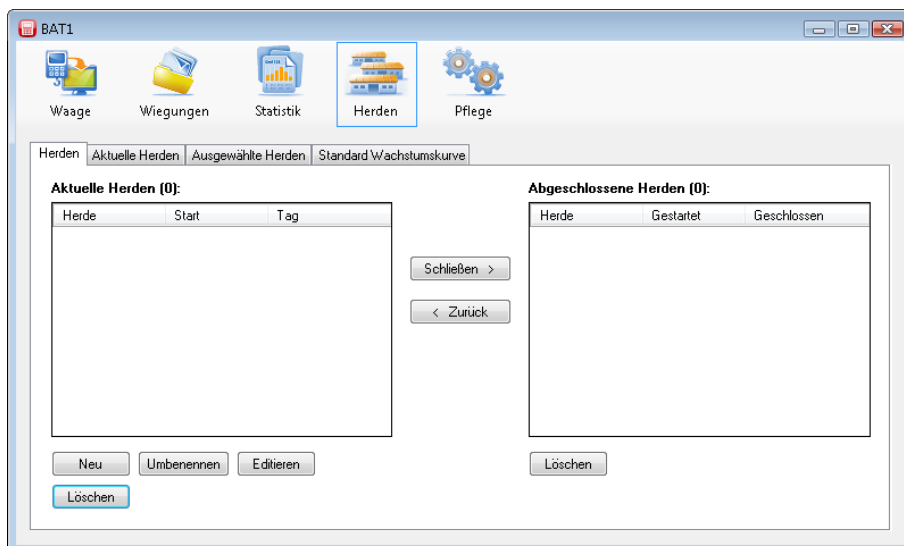 BAT1
Waage Wiegungen Statistik Herden Pflege
Herden Aktuelle Herden Ausgewählte Herden Standard Wachstumskurve
Aktuelle Herden (0): Abgeschlossene Herden (0):
Herde Start Tag Herde Gestartet Geschlossen
Schließen >
< Zurück
Neu Umbenennen Editieren Löschen
Löschen